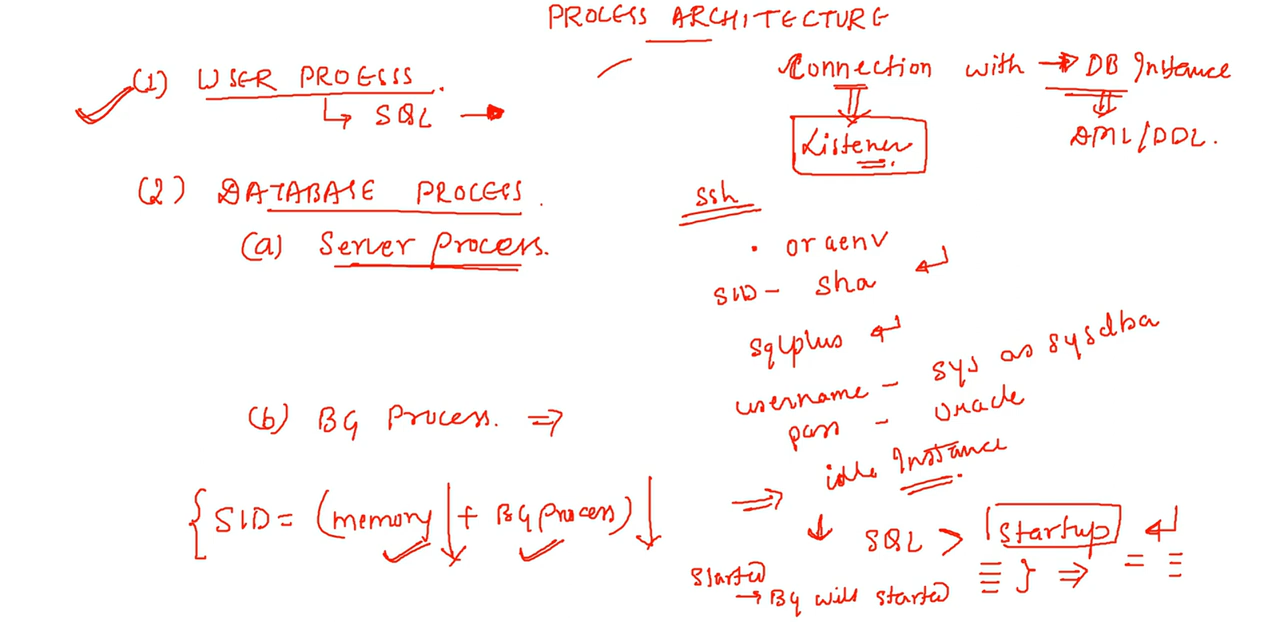 PROCESS ARCHITECTURE
(1) USER PROCESS.
↳ SQL →
Connection with → DB Instance
Listener
DML/DDL.
(2) DATABASE PROCESS.
(a) Server Process.
ssh
. oraenv
SID - sha ↵
sqlplus ↵
username - sys as sysdba
pass - oracle
idle Instance
(b) BG Process. ⇒
{ SID = (memory + BG Process)
⇒
↓ SQL > startup ↵
Started
→ BG will started